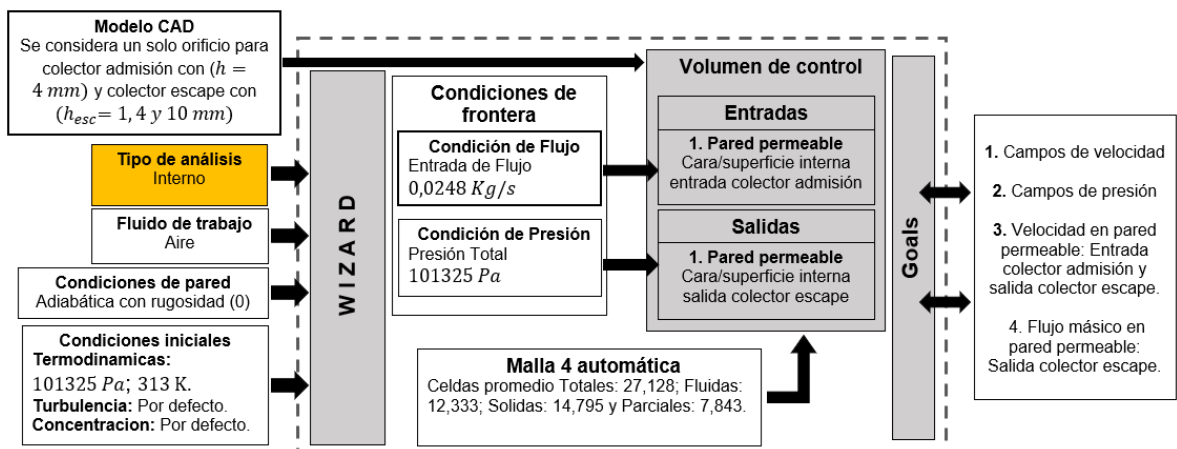 Modelo CAD
Se considera un solo orificio para
colector admisión con (h =
4 mm) y colector escape con
(h_esc= 1, 4 y 10 mm)
Tipo de análisis
Interno
Fluido de trabajo
Aire
Condiciones de pared
Adiabática con rugosidad (0)
Condiciones iniciales
Termodinamicas:
101325 Pa; 313 K.
Turbulencia: Por defecto.
Concentracion: Por defecto.
WIZARD
Condiciones de
frontera
Condición de Flujo
Entrada de Flujo
0,0248 Kg/s
Condición de Presión
Presión Total
101325 Pa
Volumen de control
Entradas
1. Pared permeable
Cara/superficie interna
entrada colector admisión
Salidas
1. Pared permeable
Cara/superficie interna
salida colector escape
Malla 4 automática
Celdas promedio Totales: 27,128; Fluidas:
12,333; Solidas: 14,795 y Parciales: 7,843.
Goals
1. Campos de velocidad
2. Campos de presión
3. Velocidad en pared
permeable: Entrada
colector admisión y
salida colector escape.
4. Flujo másico en
pared permeable:
Salida colector escape.